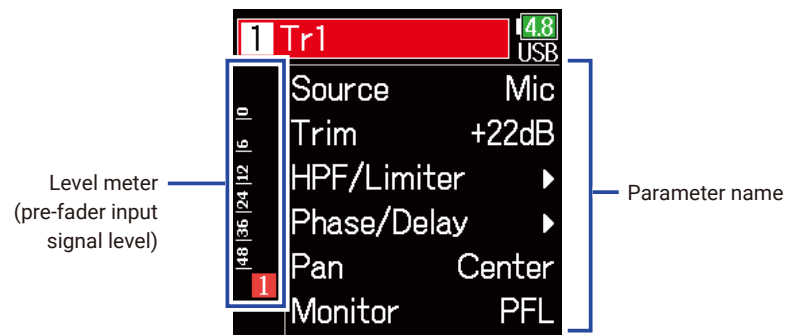 1 Tr1 4.8
USB
Source Mic
Trim +22dB
HPF/Limiter
Phase/Delay
Pan Center
Monitor PFL
|48 |36 |24 |12 |6 |0
1
Level meter
(pre-fader input
signal level)
Parameter name